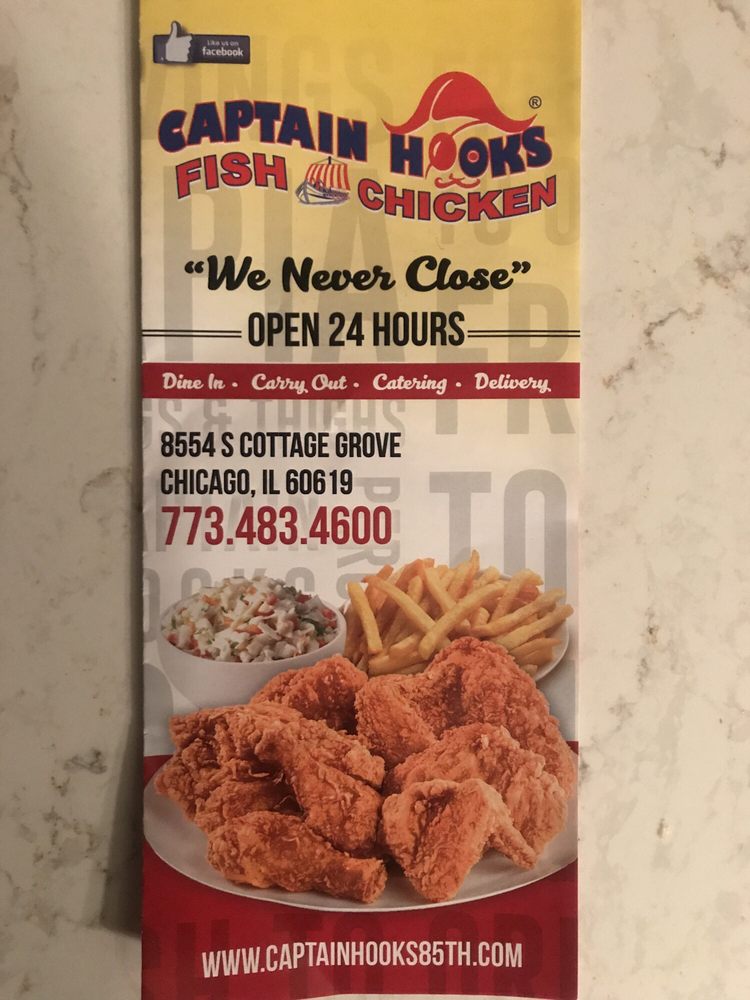 Like us on
facebook
CAPTAIN HOOKS ®
FISH CHICKEN
“We Never Close”
OPEN 24 HOURS
Dine In • Carry Out • Catering • Delivery
8554 S COTTAGE GROVE
CHICAGO, IL 60619
773.483.4600
WWW.CAPTAINHOOKS85TH.COM